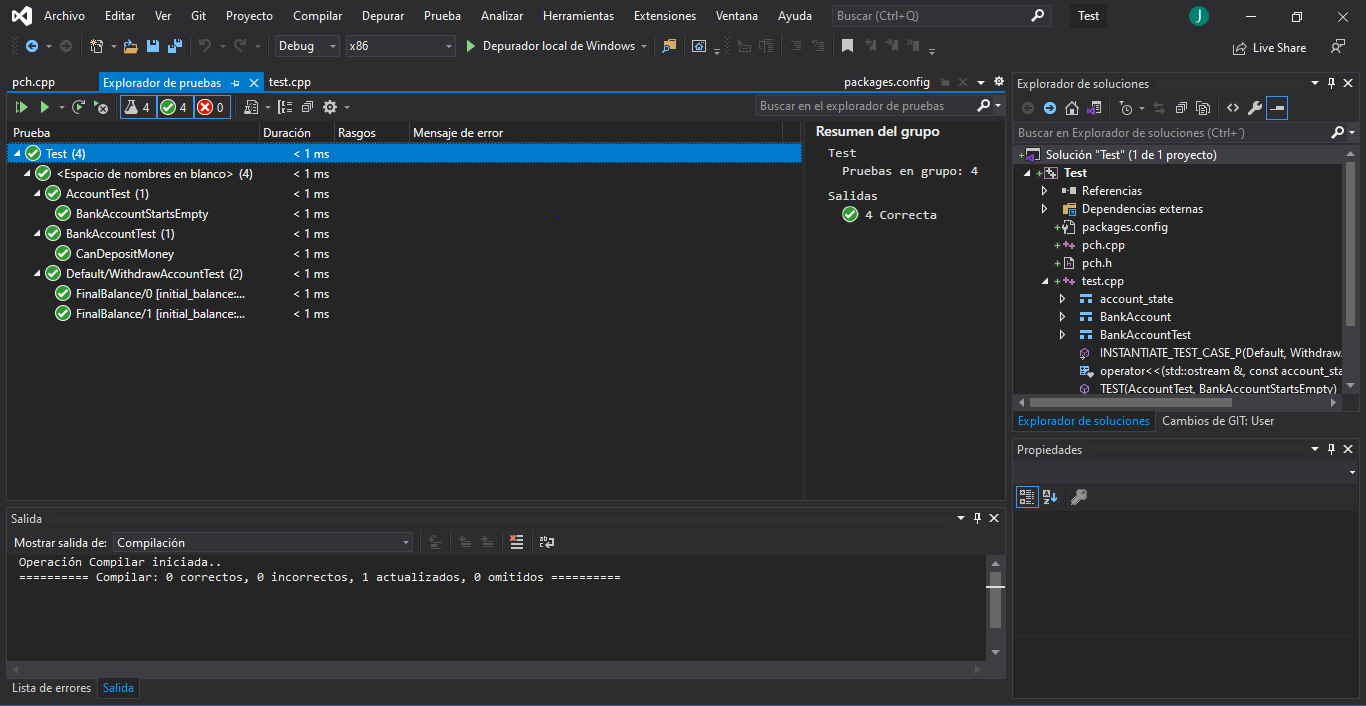 Archivo Editar Ver Git Proyecto Compilar Depurar Prueba Analizar Herramientas Extensiones Ventana Ayuda Buscar (Ctrl+Q) Test J
Debug x86 Depurador local de Windows Live Share
pch.cpp Explorador de pruebas test.cpp packages.config
4 4 0 Buscar en el explorador de pruebas
Prueba Duración Rasgos Mensaje de error
Test (4) < 1 ms
<Espacio de nombres en blanco> (4) < 1 ms
AccountTest (1) < 1 ms
BankAccountStartsEmpty < 1 ms
BankAccountTest (1) < 1 ms
CanDepositMoney < 1 ms
Default/WithdrawAccountTest (2) < 1 ms
FinalBalance/0 [initial_balance:... < 1 ms
FinalBalance/1 [initial_balance:... < 1 ms
Resumen del grupo
Test
Pruebas en grupo: 4
Salidas
4 Correcta
Explorador de soluciones
Buscar en Explorador de soluciones (Ctrl+´)
Solución "Test" (1 de 1 proyecto)
Test
Referencias
Dependencias externas
packages.config
pch.cpp
pch.h
test.cpp
account_state
BankAccount
BankAccountTest
INSTANTIATE_TEST_CASE_P(Default, Withdraw
operator<<(std::ostream &, const account_sta
TEST(AccountTest, BankAccountStartsEmpty)
Explorador de soluciones Cambios de GIT: User
Propiedades
Salida
Mostrar salida de: Compilación
Operación Compilar iniciada..
========== Compilar: 0 correctos, 0 incorrectos, 1 actualizados, 0 omitidos ==========
Lista de errores Salida